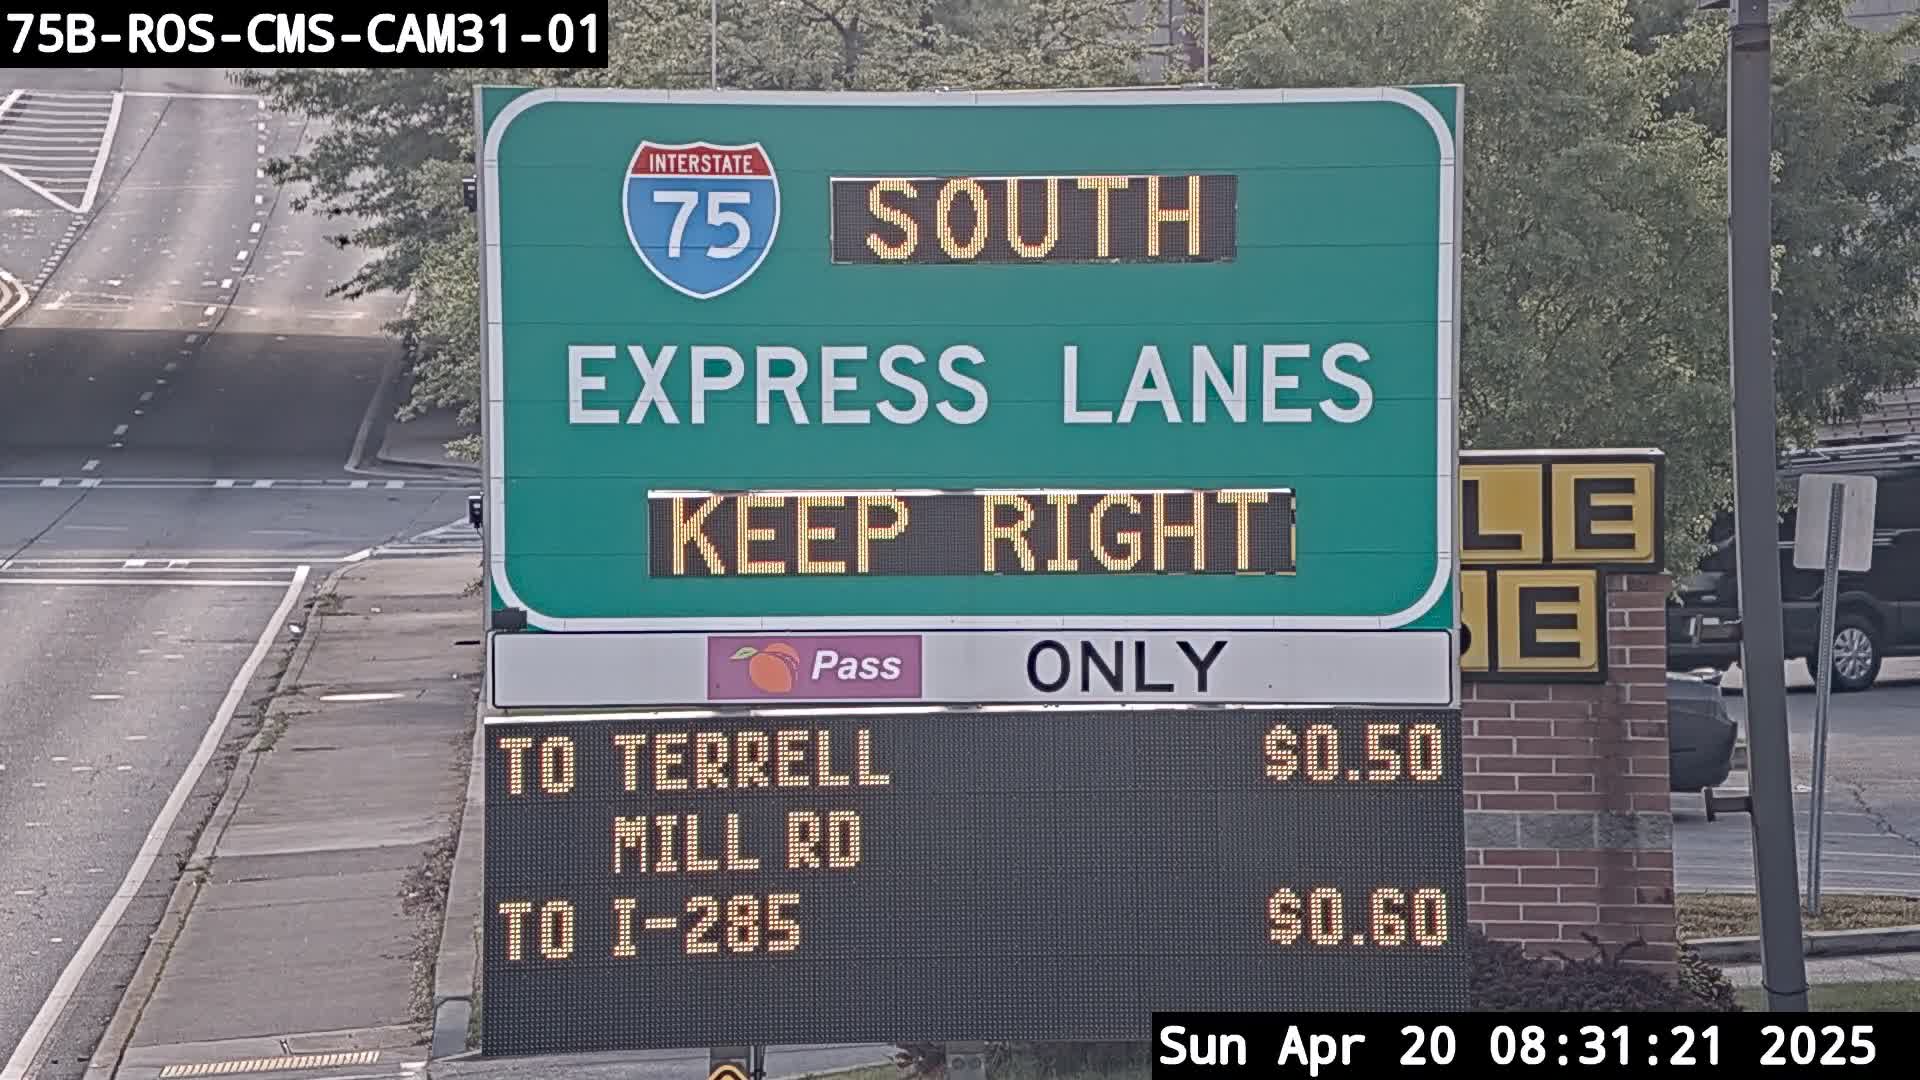 75B-ROS-CMS-CAM31-01
INTERSTATE
75
SOUTH
EXPRESS LANES
KEEP RIGHT
Pass ONLY
TO TERRELL $0.50
MILL RD
TO I-285 $0.60
LE
E
Sun Apr 20 08:31:21 2025